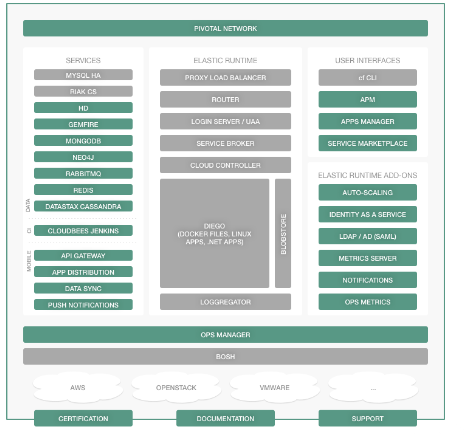 PIVOTAL NETWORK
SERVICES
MYSQL HA
RIAK CS
HD
GEMFIRE
MONGODB
NEO4J
RABBITMQ
REDIS
DATASTAX CASSANDRA
DATA
CLOUDBEES JENKINS
CI
API GATEWAY
APP DISTRIBUTION
DATA SYNC
PUSH NOTIFICATIONS
MOBILE
ELASTIC RUNTIME
PROXY LOAD BALANCER
ROUTER
LOGIN SERVER / UAA
SERVICE BROKER
CLOUD CONTROLLER
DIEGO
(DOCKER FILES, LINUX
APPS, .NET APPS)
BLOBSTORE
LOGGREGATOR
USER INTERFACES
cf CLI
APM
APPS MANAGER
SERVICE MARKETPLACE
ELASTIC RUNTIME ADD-ONS
AUTO-SCALING
IDENTITY AS A SERVICE
LDAP / AD (SAML)
METRICS SERVER
NOTIFICATIONS
OPS METRICS
OPS MANAGER
BOSH
AWS
OPENSTACK
VMWARE
...
CERTIFICATION
DOCUMENTATION
SUPPORT